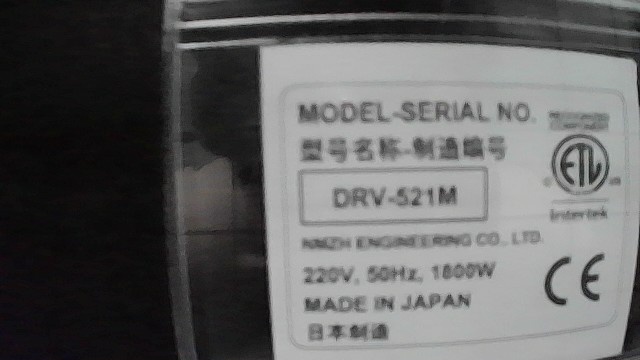 MODEL-SERIAL NO.
型号名称-制造编号
DRV-521M
ENGINEERING CO., LTD.
220V, 50Hz, 1800W
MADE IN JAPAN
日本制造
ETL
Intertek
CE